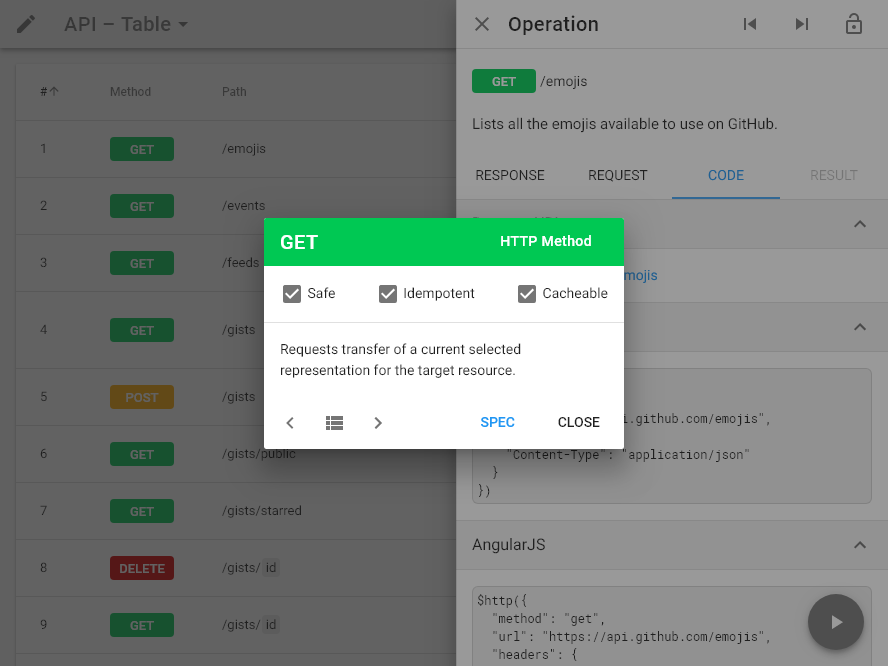 API – Table
# Method Path
1 GET /emojis
2 GET /events
3 GET /feeds
4 GET /gists
5 POST /gists
6 GET /gists/public
7 GET /gists/starred
8 DELETE /gists/ id
9 GET /gists/ id
Operation
GET /emojis
Lists all the emojis available to use on GitHub.
RESPONSE REQUEST CODE RESULT
GET HTTP Method
Safe Idempotent Cacheable
Requests transfer of a current selected
representation for the target resource.
SPEC CLOSE
mojis
i.github.com/emojis",
"Content-Type": "application/json"
}
})
AngularJS
$http({
"method": "get",
"url": "https://api.github.com/emojis",
"headers": {